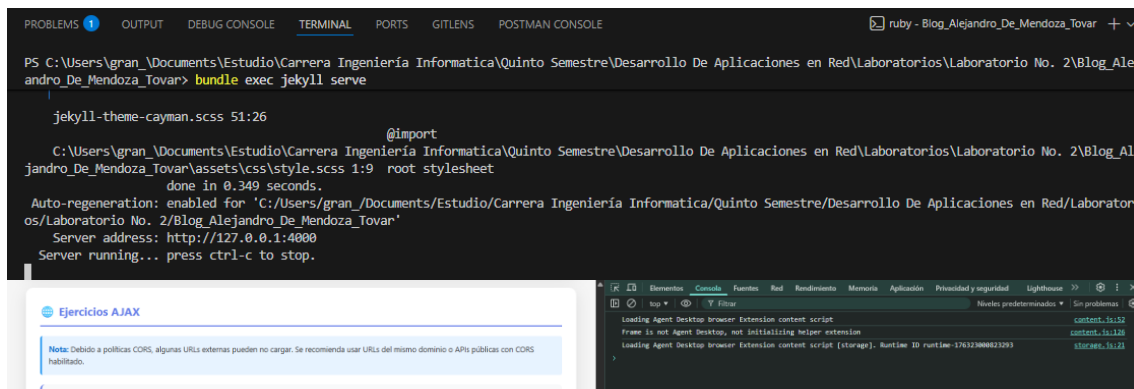 PROBLEMS 1 OUTPUT DEBUG CONSOLE TERMINAL PORTS GITLENS POSTMAN CONSOLE ruby - Blog_Alejandro_De_Mendoza_Tovar
PS C:\Users\gran_\Documents\Estudio\Carrera Ingeniería Informatica\Quinto Semestre\Desarrollo De Aplicaciones en Red\Laboratorios\Laboratorio No. 2\Blog_Ale
andro_De_Mendoza_Tovar> bundle exec jekyll serve
jekyll-theme-cayman.scss 51:26
@import
C:\Users\gran_\Documents\Estudio\Carrera Ingeniería Informatica\Quinto Semestre\Desarrollo De Aplicaciones en Red\Laboratorios\Laboratorio No. 2\Blog_Al
jandro_De_Mendoza_Tovar\assets\css\style.scss 1:9 root stylesheet
done in 0.349 seconds.
Auto-regeneration: enabled for 'C:/Users/gran_/Documents/Estudio/Carrera Ingeniería Informatica/Quinto Semestre/Desarrollo De Aplicaciones en Red/Laborator
os/Laboratorio No. 2/Blog_Alejandro_De_Mendoza_Tovar'
Server address: http://127.0.0.1:4000
Server running... press ctrl-c to stop.
Elementos Consola Fuentes Red Rendimiento Memoria Aplicación Privacidad y seguridad Lighthouse
top Filtrar Niveles predeterminados Sin problemas
Ejercicios AJAX
Nota: Debido a políticas CORS, algunas URLs externas pueden no cargar. Se recomienda usar URLs del mismo dominio o APIs públicas con CORS
habilitado.
Loading Agent Desktop browser Extension content script content.js:52
Frame is not Agent Desktop, not initializing helper extension content.js:126
Loading Agent Desktop browser Extension content script [storage]. Runtime ID runtime-176323000823293 storage.js:21